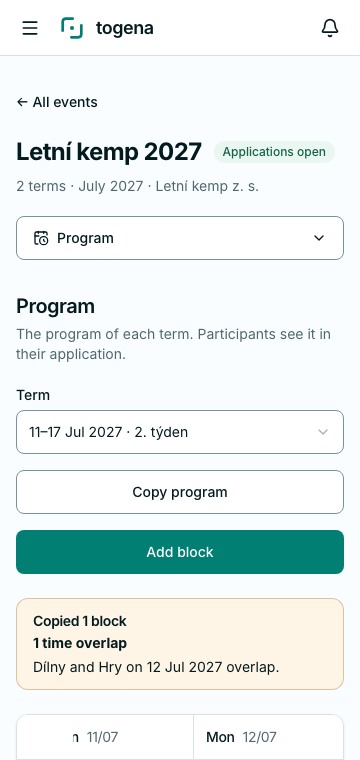 togena
← All events
Letní kemp 2027 Applications open
2 terms · July 2027 · Letní kemp z. s.
Program
Program
The program of each term. Participants see it in
their application.
Term
11–17 Jul 2027 · 2. týden
Copy program
Add block
Copied 1 block
1 time overlap
Dílny and Hry on 12 Jul 2027 overlap.
11/07 Mon 12/07